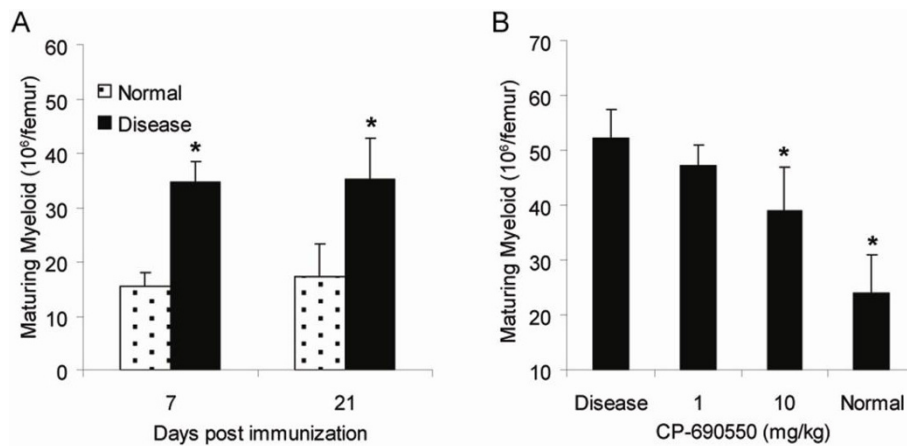 A
Maturing Myeloid (10⁶/femur)
60
50
40
30
20
10
0
Normal
Disease
*
*
7 21
Days post immunization
B
Maturing Myeloid (10⁶/femur)
70
60
50
40
30
20
10
*
*
Disease 1 10 Normal
CP-690550 (mg/kg)